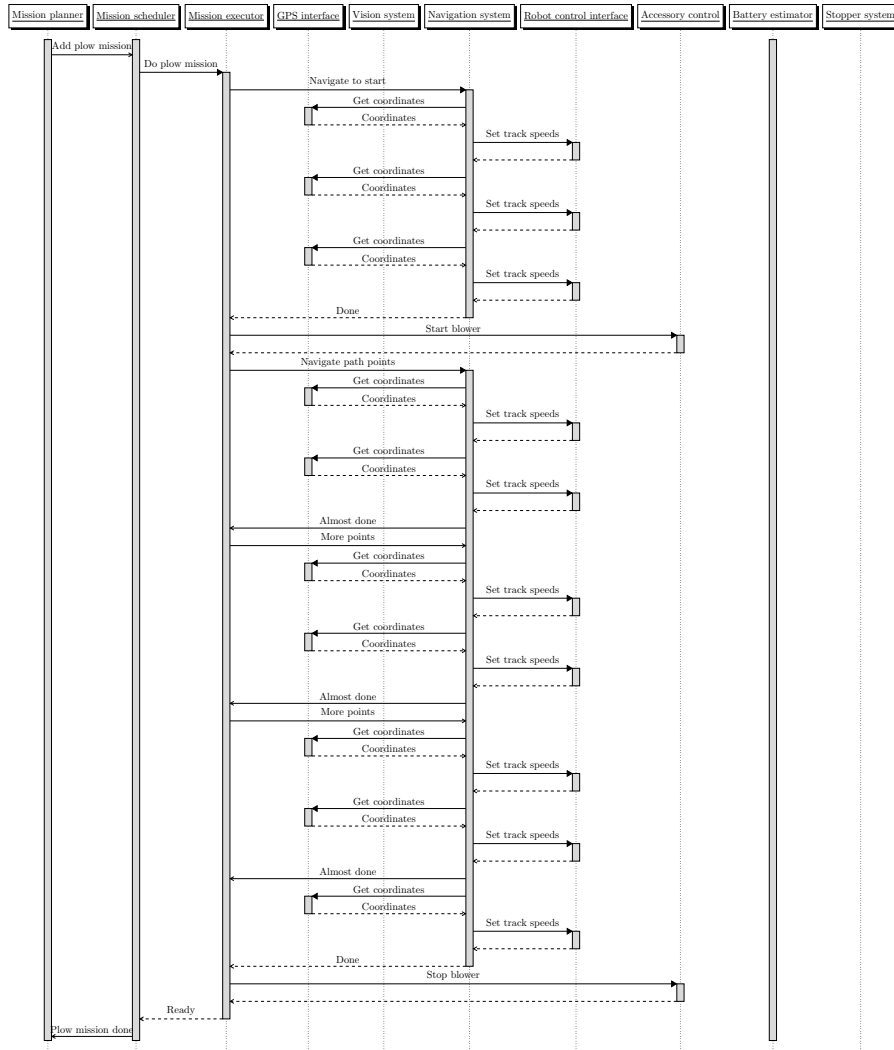 Mission planner
Mission scheduler
Mission executor
GPS interface
Vision system
Navigation system
Robot control interface
Accessory control
Battery estimator
Stopper system
Add plow mission
Do plow mission
Navigate to start
Get coordinates
Coordinates
Set track speeds
Get coordinates
Coordinates
Set track speeds
Get coordinates
Coordinates
Set track speeds
Done
Start blower
Navigate path points
Get coordinates
Coordinates
Set track speeds
Get coordinates
Coordinates
Set track speeds
Almost done
More points
Get coordinates
Coordinates
Set track speeds
Get coordinates
Coordinates
Set track speeds
Almost done
More points
Get coordinates
Coordinates
Set track speeds
Get coordinates
Coordinates
Set track speeds
Almost done
Get coordinates
Coordinates
Set track speeds
Done
Stop blower
Ready
Plow mission done